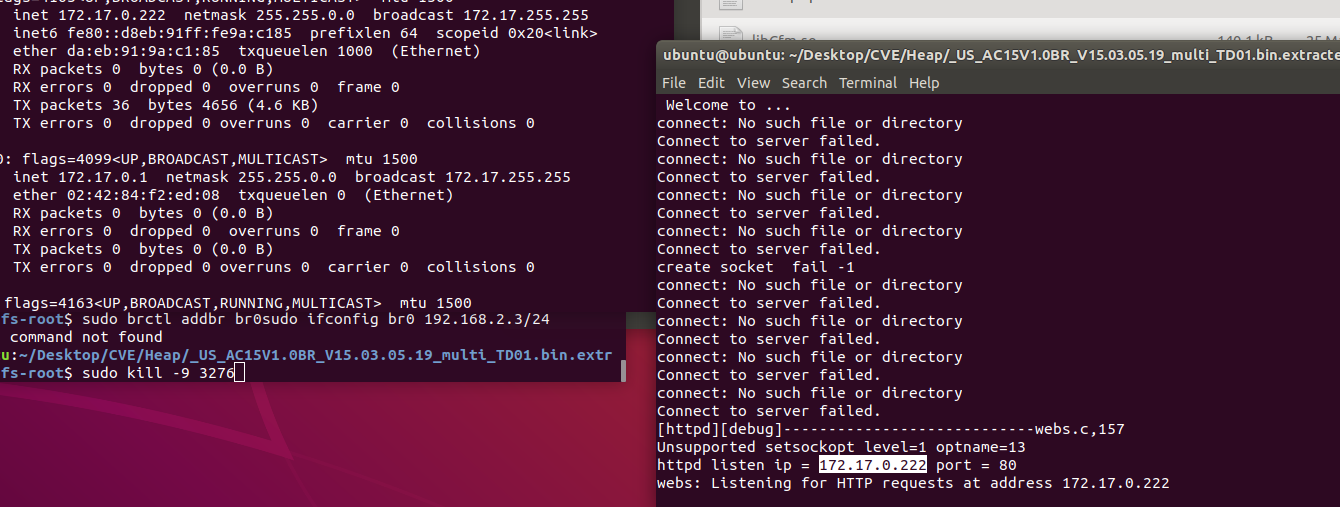 flags=4163<UP,BROADCAST,RUNNING,MULTICAST>  mtu 1500
inet 172.17.0.222  netmask 255.255.0.0  broadcast 172.17.255.255
inet6 fe80::d8eb:91ff:fe9a:c185  prefixlen 64  scopeid 0x20<link>
ether da:eb:91:9a:c1:85  txqueuelen 1000  (Ethernet)
RX packets 0  bytes 0 (0.0 B)
RX errors 0  dropped 0  overruns 0  frame 0
TX packets 36  bytes 4656 (4.6 KB)
TX errors 0  dropped 0 overruns 0  carrier 0  collisions 0
0: flags=4099<UP,BROADCAST,MULTICAST>  mtu 1500
inet 172.17.0.1  netmask 255.255.0.0  broadcast 172.17.255.255
ether 02:42:84:f2:ed:08  txqueuelen 0  (Ethernet)
RX packets 0  bytes 0 (0.0 B)
RX errors 0  dropped 0  overruns 0  frame 0
TX packets 0  bytes 0 (0.0 B)
TX errors 0  dropped 0 overruns 0  carrier 0  collisions 0
flags=4163<UP,BROADCAST,RUNNING,MULTICAST>  mtu 1500
fs-root$ sudo brctl addbr br0sudo ifconfig br0 192.168.2.3/24
command not found
u:~/Desktop/CVE/Heap/_US_AC15V1.0BR_V15.03.05.19_multi_TD01.bin.extr
fs-root$ sudo kill -9 3276
ubuntu@ubuntu: ~/Desktop/CVE/Heap/_US_AC15V1.0BR_V15.03.05.19_multi_TD01.bin.extracte
File  Edit  View  Search  Terminal  Help
Welcome to ...
connect: No such file or directory
Connect to server failed.
connect: No such file or directory
Connect to server failed.
connect: No such file or directory
Connect to server failed.
connect: No such file or directory
Connect to server failed.
create socket  fail -1
connect: No such file or directory
Connect to server failed.
connect: No such file or directory
Connect to server failed.
connect: No such file or directory
Connect to server failed.
connect: No such file or directory
Connect to server failed.
[httpd][debug]----------------------------webs.c,157
Unsupported setsockopt level=1 optname=13
httpd listen ip = 172.17.0.222 port = 80
webs: Listening for HTTP requests at address 172.17.0.222